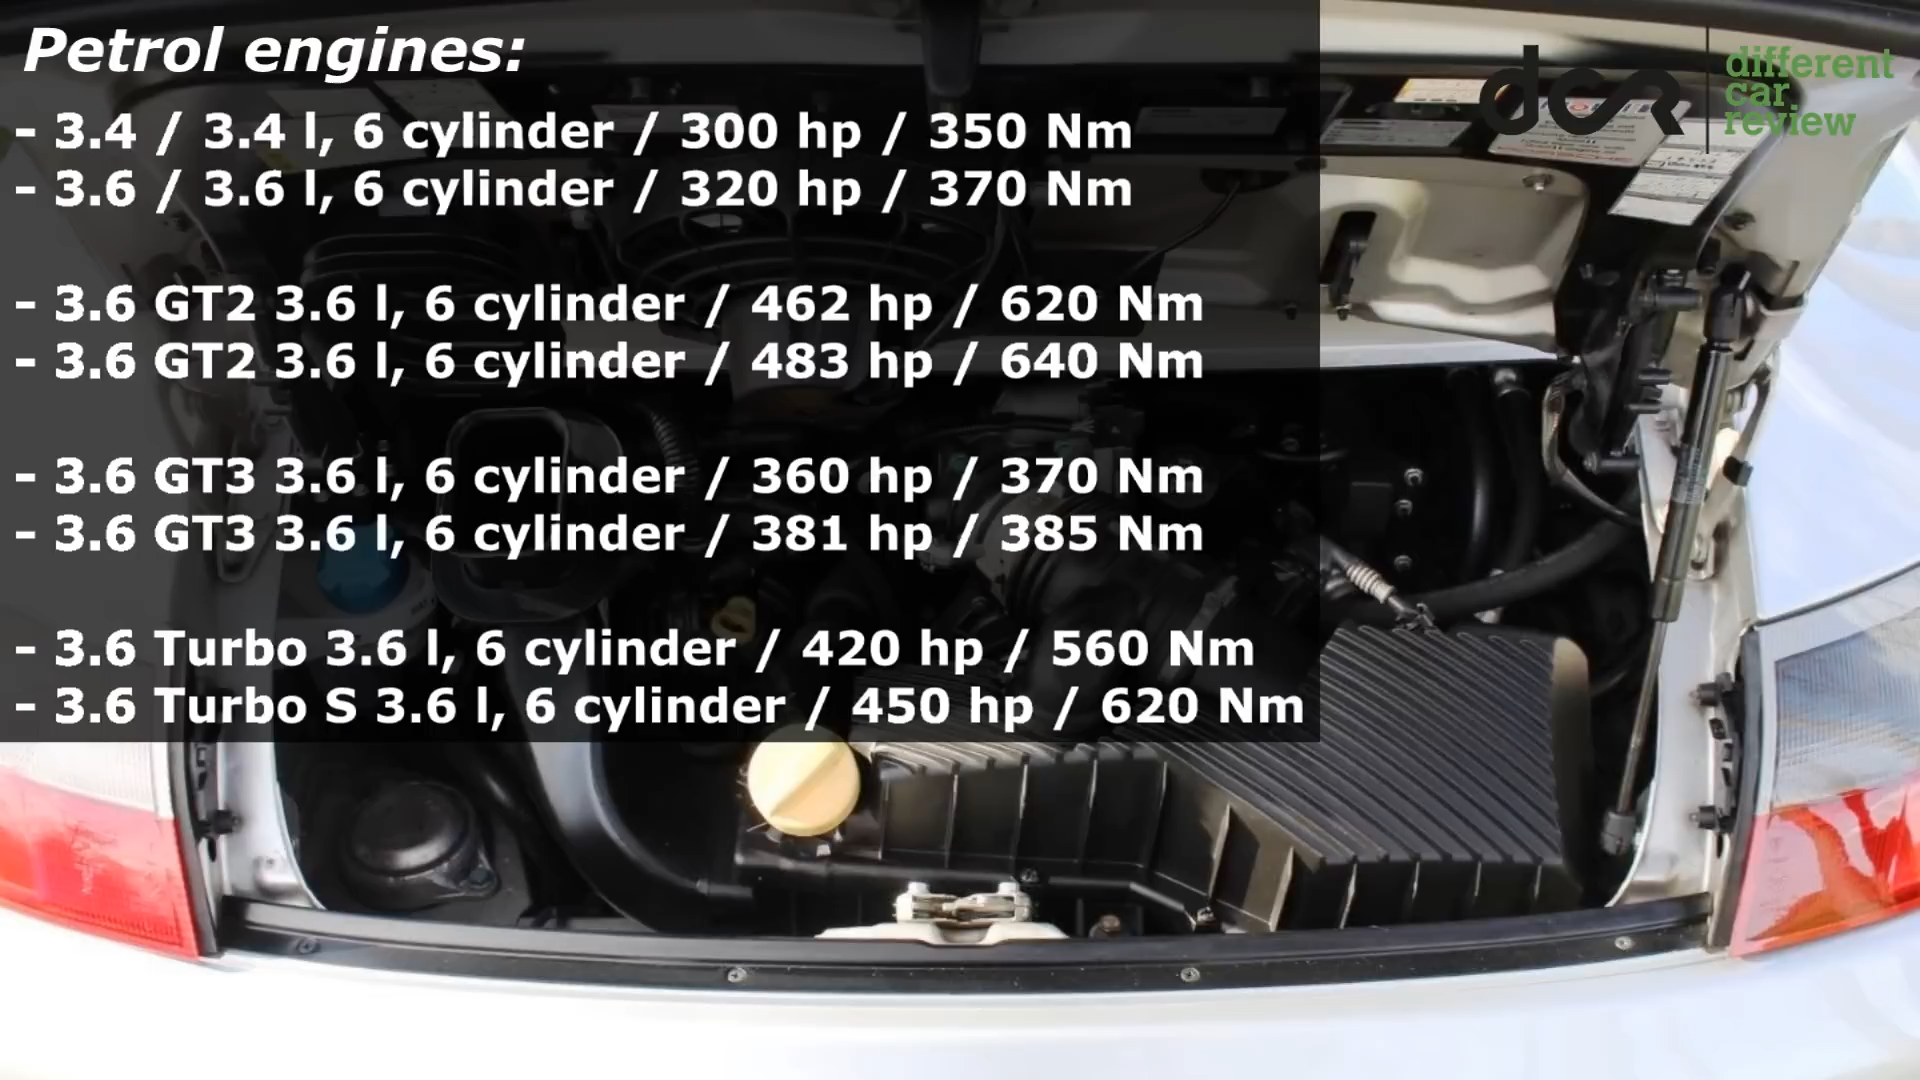 Petrol engines:
- 3.4 / 3.4 l, 6 cylinder / 300 hp / 350 Nm
- 3.6 / 3.6 l, 6 cylinder / 320 hp / 370 Nm
- 3.6 GT2 3.6 l, 6 cylinder / 462 hp / 620 Nm
- 3.6 GT2 3.6 l, 6 cylinder / 483 hp / 640 Nm
- 3.6 GT3 3.6 l, 6 cylinder / 360 hp / 370 Nm
- 3.6 GT3 3.6 l, 6 cylinder / 381 hp / 385 Nm
- 3.6 Turbo 3.6 l, 6 cylinder / 420 hp / 560 Nm
- 3.6 Turbo S 3.6 l, 6 cylinder / 450 hp / 620 Nm
dcr
different
car
review